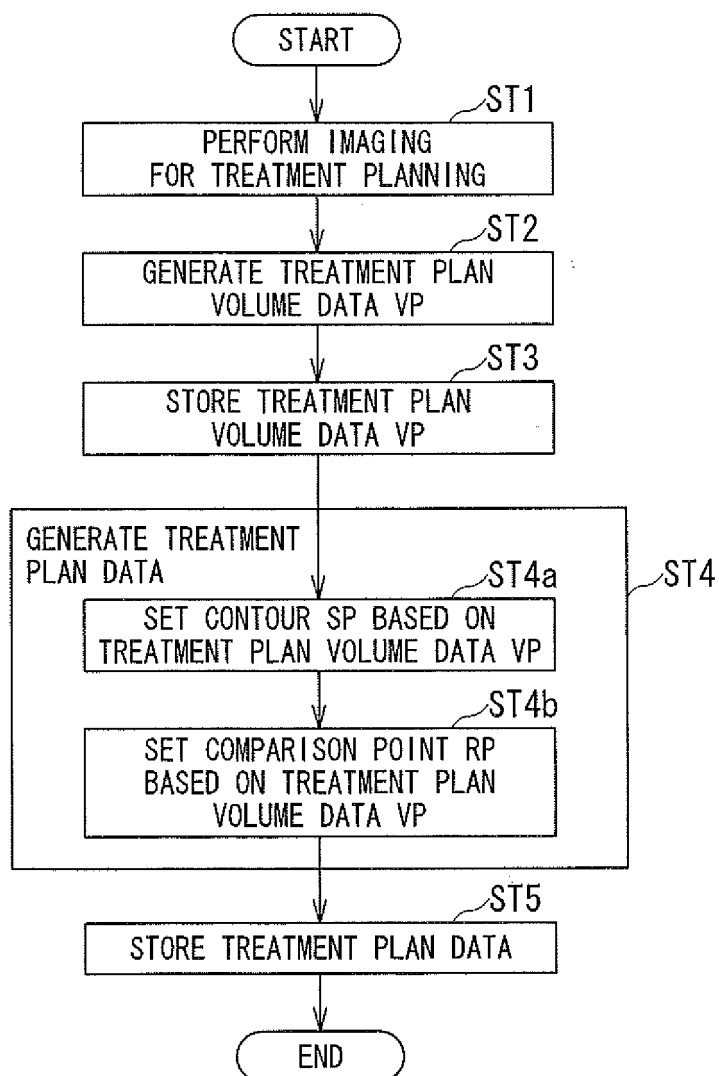 START
ST1
PERFORM IMAGING
FOR TREATMENT PLANNING
ST2
GENERATE TREATMENT PLAN
VOLUME DATA VP
ST3
STORE TREATMENT PLAN
VOLUME DATA VP
GENERATE TREATMENT
PLAN DATA
ST4
ST4a
SET CONTOUR SP BASED ON
TREATMENT PLAN VOLUME DATA VP
ST4b
SET COMPARISON POINT RP
BASED ON TREATMENT PLAN
VOLUME DATA VP
ST5
STORE TREATMENT PLAN DATA
END